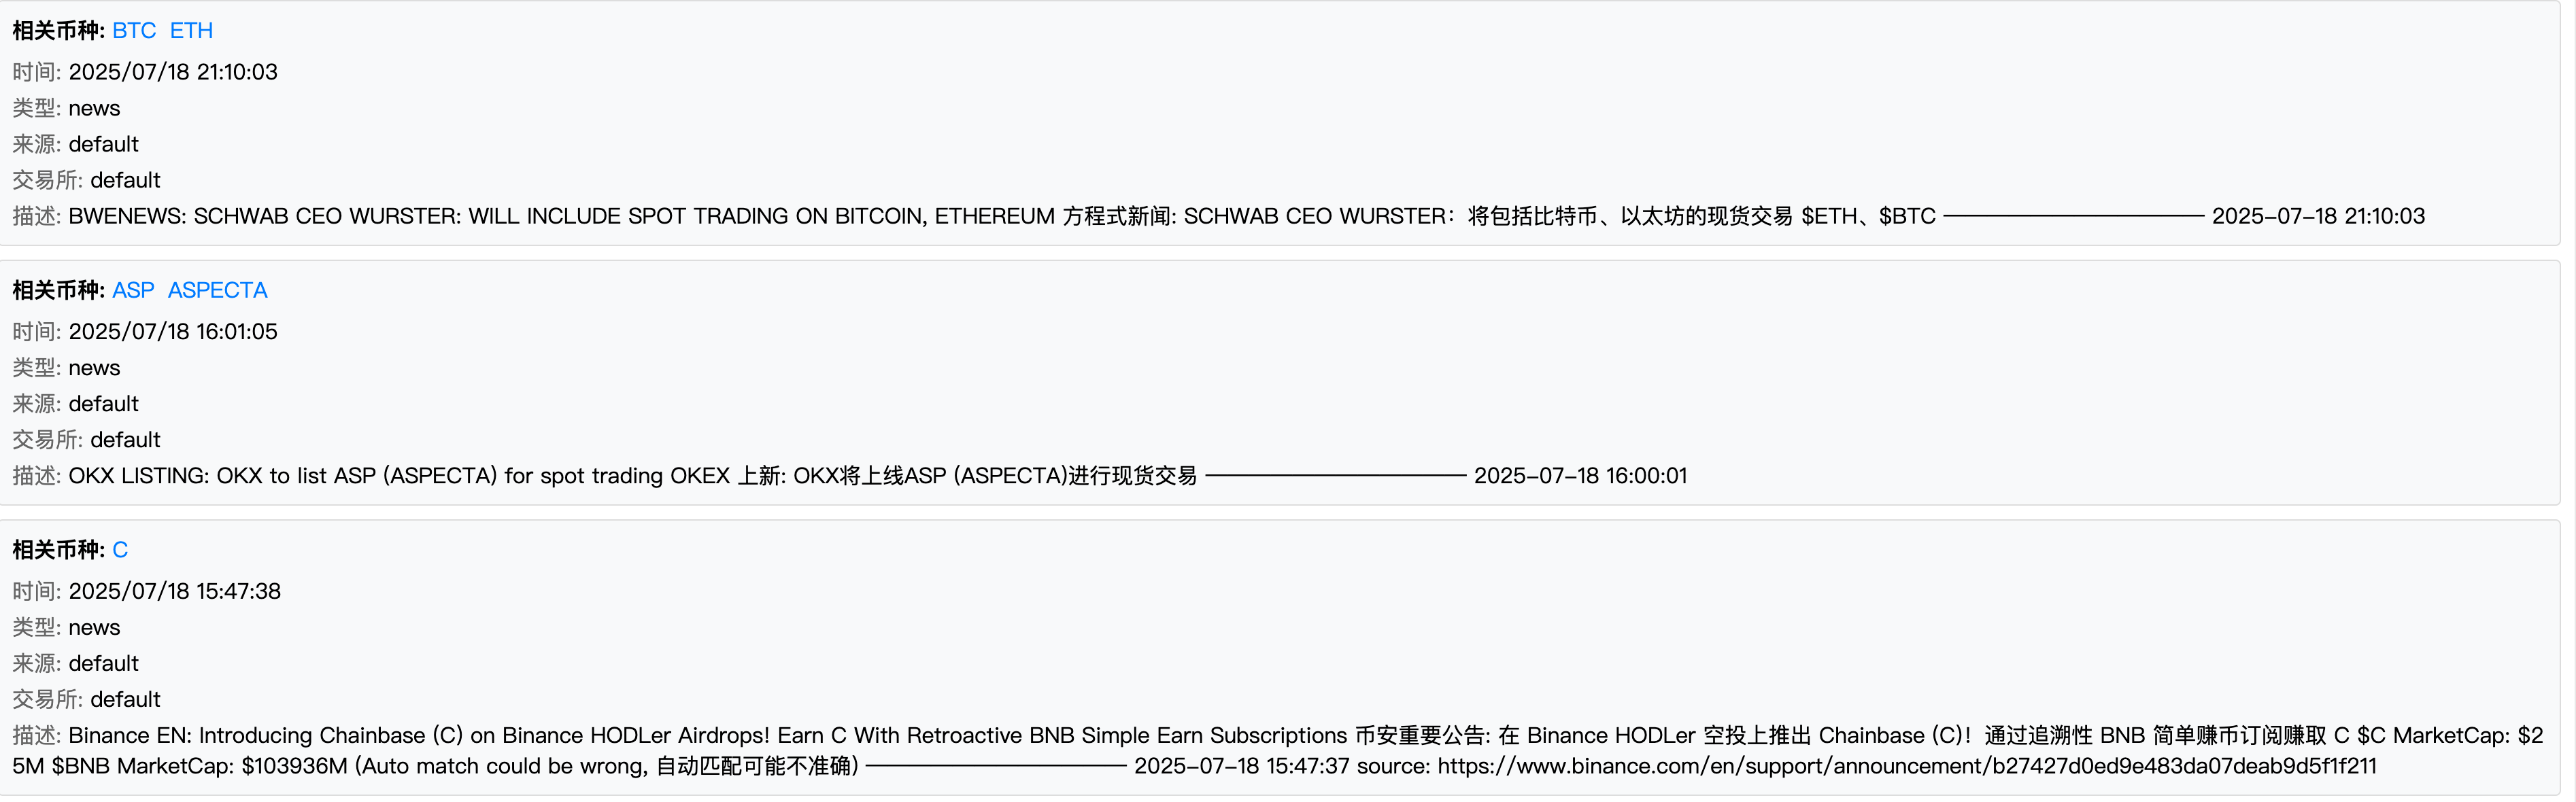 相关币种: BTC ETH
时间: 2025/07/18 21:10:03
类型: news
来源: default
交易所: default
描述: BWENEWS: SCHWAB CEO WURSTER: WILL INCLUDE SPOT TRADING ON BITCOIN, ETHEREUM 方程式新闻: SCHWAB CEO WURSTER：将包括比特币、以太坊的现货交易 $ETH、$BTC ———————————— 2025-07-18 21:10:03
相关币种: ASP ASPECTA
时间: 2025/07/18 16:01:05
类型: news
来源: default
交易所: default
描述: OKX LISTING: OKX to list ASP (ASPECTA) for spot trading OKEX 上新: OKX将上线ASP (ASPECTA)进行现货交易 ———————————— 2025-07-18 16:00:01
相关币种: C
时间: 2025/07/18 15:47:38
类型: news
来源: default
交易所: default
描述: Binance EN: Introducing Chainbase (C) on Binance HODLer Airdrops! Earn C With Retroactive BNB Simple Earn Subscriptions 币安重要公告: 在 Binance HODLer 空投上推出 Chainbase (C)！通过追溯性 BNB 简单赚币订阅赚取 C $C MarketCap: $2
5M $BNB MarketCap: $103936M (Auto match could be wrong, 自动匹配可能不准确) ———————————— 2025-07-18 15:47:37 source: https://www.binance.com/en/support/announcement/b27427d0ed9e483da07deab9d5f1f211